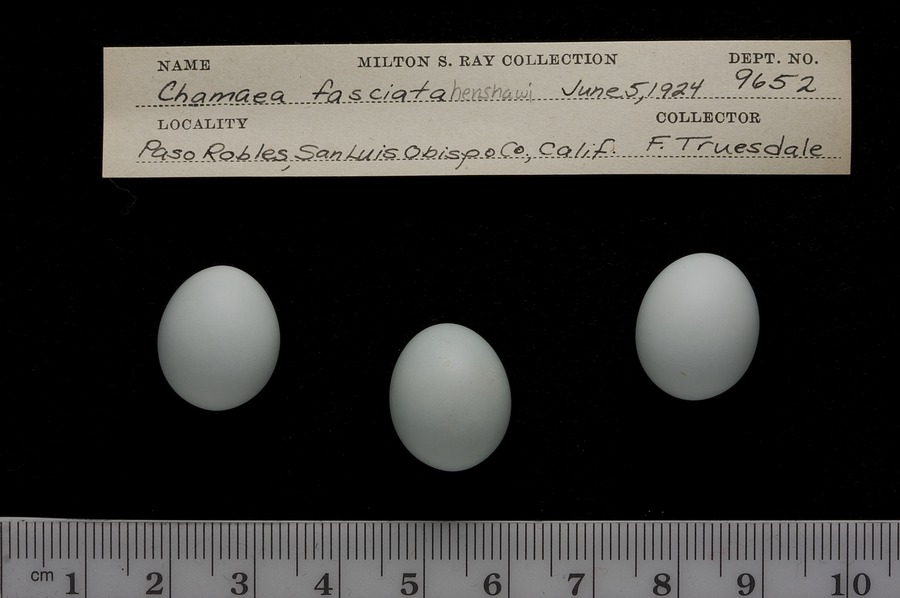 NAME MILTON S. RAY COLLECTION DEPT. NO.
Chamaea fasciata henshawi June 5, 1924 9652
LOCALITY COLLECTOR
Paso Robles, San Luis Obispo Co., Calif. F. Truesdale
cm 1 2 3 4 5 6 7 8 9 10